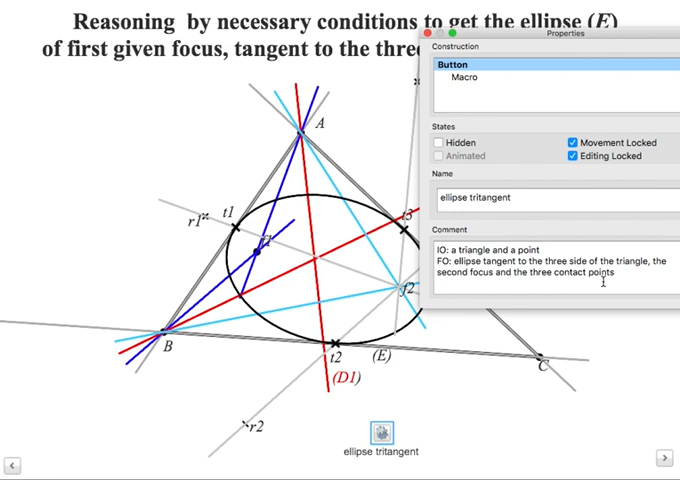 Reasoning by necessary conditions to get the ellipse (E)
of first given focus, tangent to the three
Properties
Construction
Button
Macro
States
Hidden
Movement Locked
Animated
Editing Locked
Name
ellipse tritangent
Comment
IO: a triangle and a point
FO: ellipse tangent to the three side of the triangle, the
second focus and the three contact points
A
r1
t1
t3
f1
f2
B
t2
(E)
C
(D1)
r2
ellipse tritangent